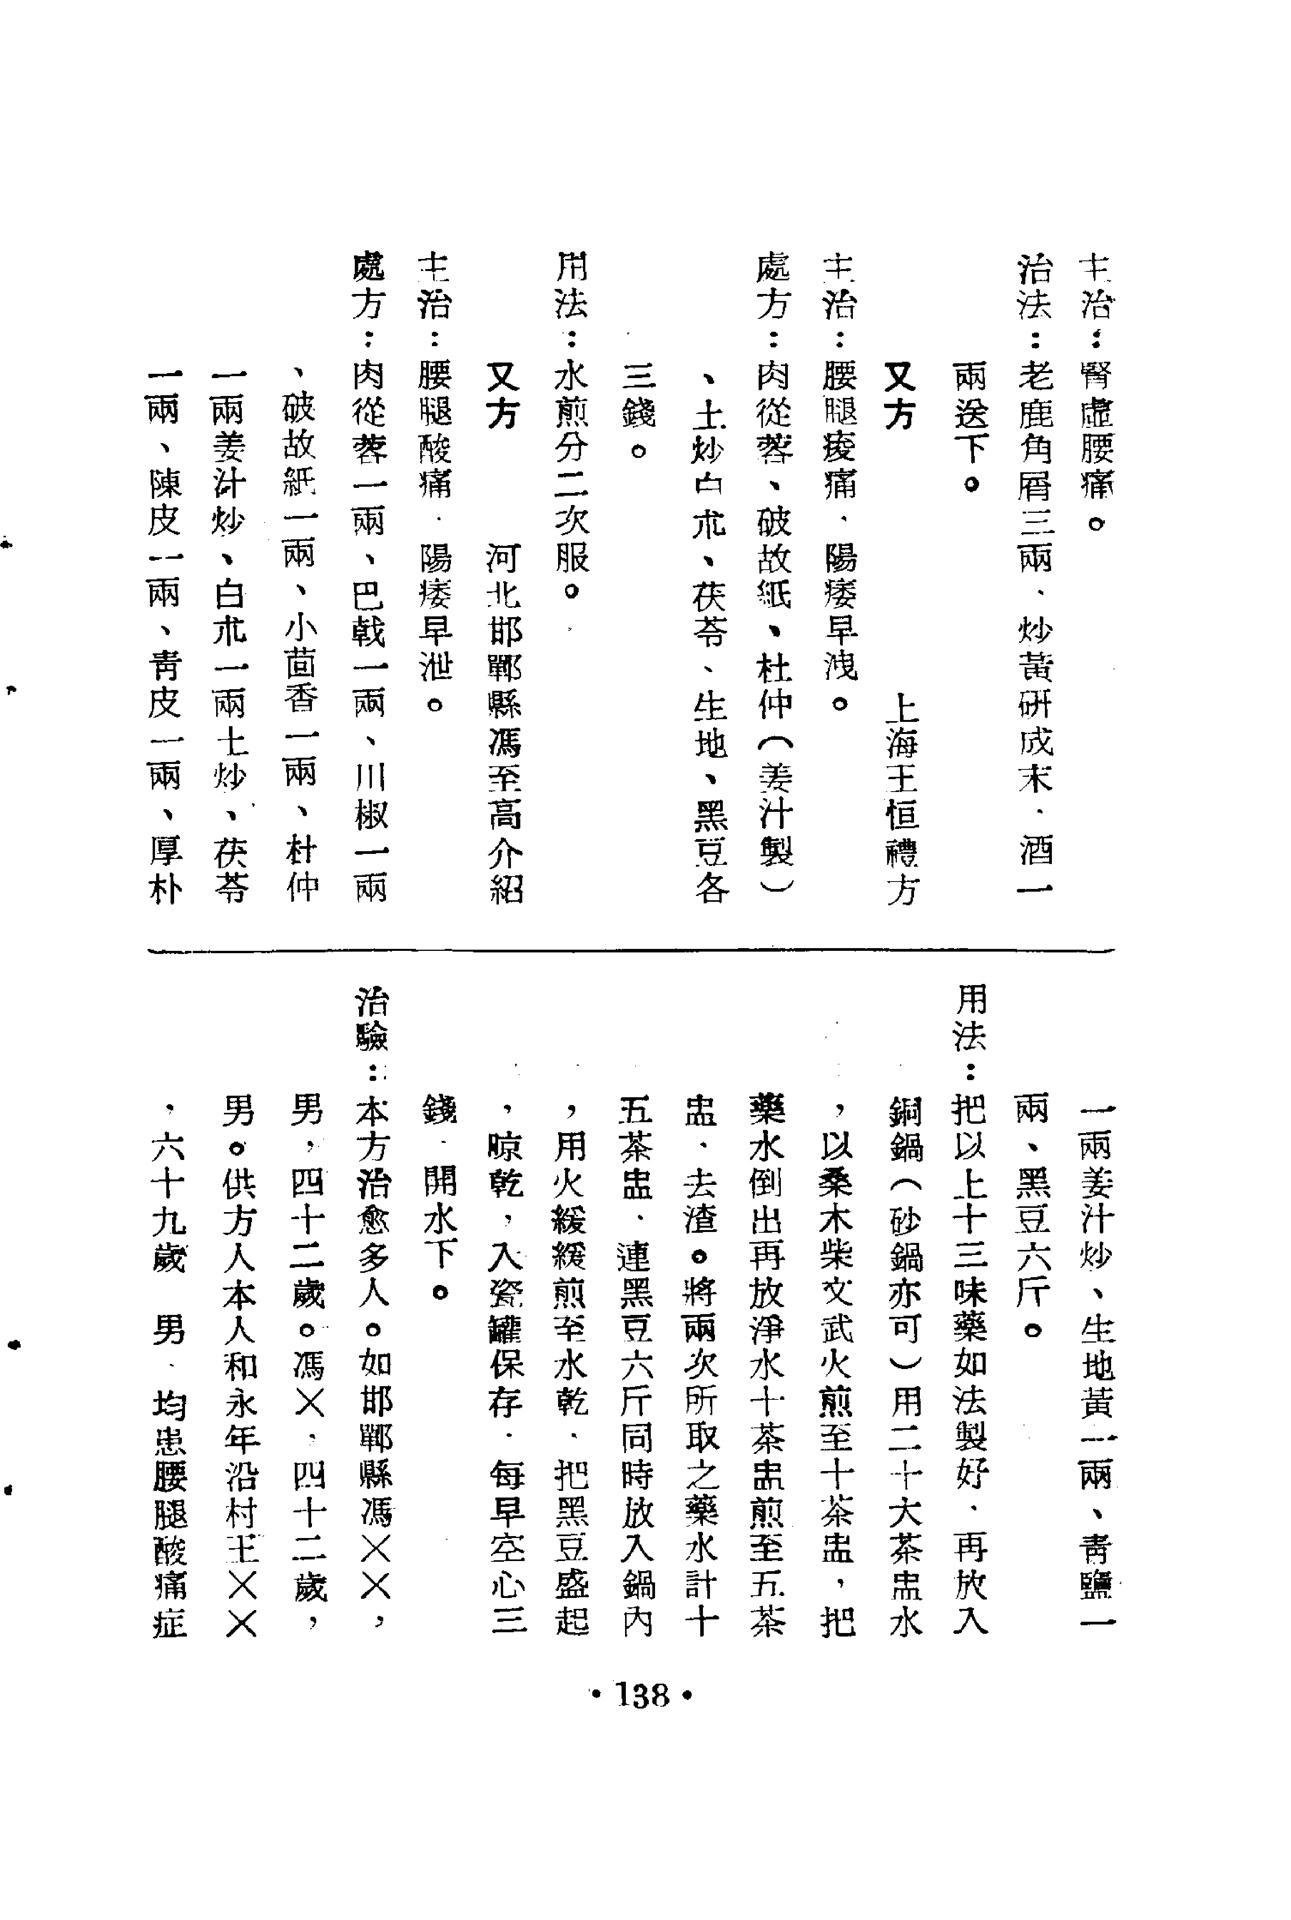 主治：腎虛腰痛。
治法：老鹿角屑三兩、炒黃研成末、酒一
兩送下。
又方　　　　　　　上海王恒禮方
主治：腰腿痠痛、陽痿早洩。
處方：肉從蓉、破故紙、杜仲（姜汁製）
、土炒白朮、茯苓、生地、黑豆各
三錢。
用法：水煎分二次服。
又方　　　河北邯鄲縣馮至高介紹
主治：腰腿酸痛、陽痿早泄。
處方：肉從蓉一兩、巴戟一兩、川椒一兩
、破故紙一兩、小茴香一兩、杜仲
一兩姜汁炒、白朮一兩土炒、茯苓
一兩、陳皮一兩、青皮一兩、厚朴
一兩姜汁炒、生地黃一兩、青鹽一
兩、黑豆六斤。
用法：把以上十三味藥如法製好、再放入
銅鍋（砂鍋亦可）用二十大茶盅水
，以桑木柴文武火煎至十茶盅，把
藥水倒出再放淨水十茶盅煎至五茶
盅、去渣。將兩次所取之藥水計十
五茶盅、連黑豆六斤同時放入鍋內
，用火緩緩煎至水乾、把黑豆盛起
，晾乾，入瓷罐保存、每早空心三
錢、開水下。
治驗：本方治愈多人。如邯鄲縣馮××，
男，四十二歲。馮×、四十二歲，
男。供方人本人和永年沿村王××
，六十九歲　男、均患腰腿酸痛症
•138•